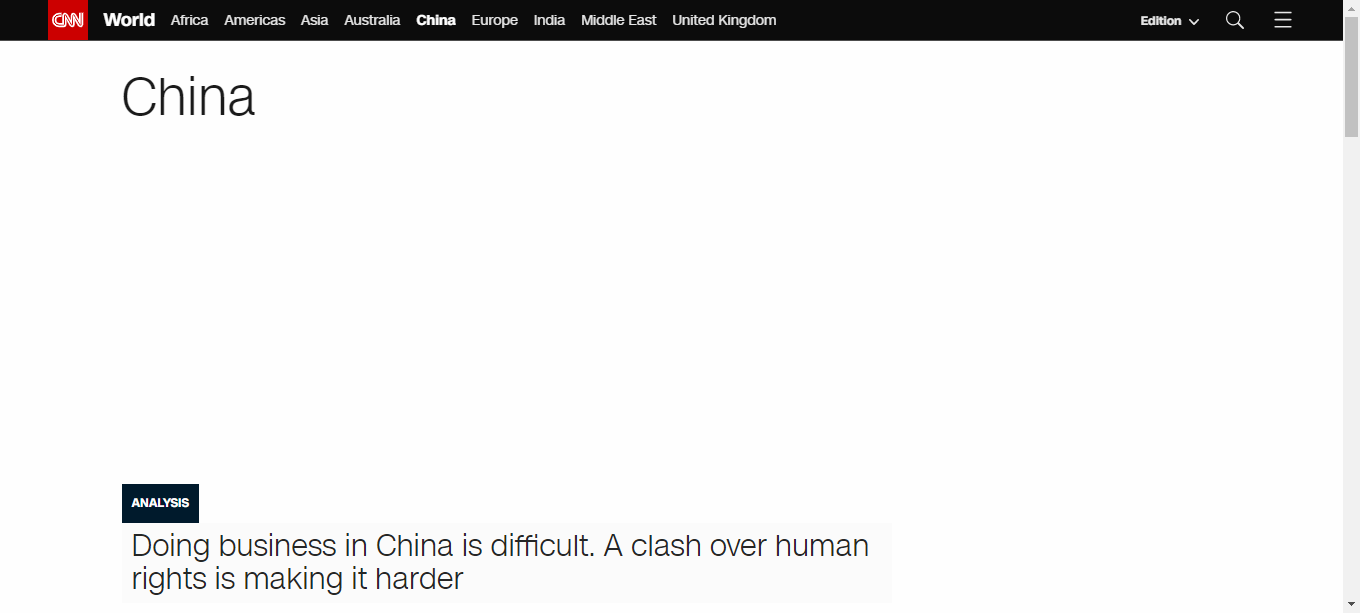 CNN World Africa Americas Asia Australia China Europe India Middle East United Kingdom Edition
China
ANALYSIS
Doing business in China is difficult. A clash over human
rights is making it harder